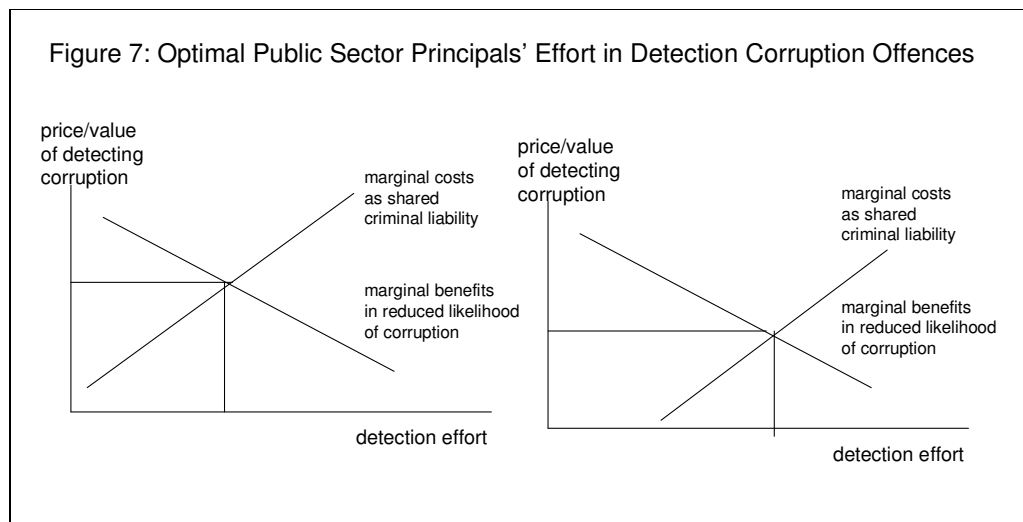 Figure 7: Optimal Public Sector Principals' Effort in Detection Corruption Offences
price/value
of detecting
corruption
marginal costs
as shared
criminal liability
marginal benefits
in reduced likelihood
of corruption
detection effort
price/value
of detecting
corruption
marginal costs
as shared
criminal liability
marginal benefits
in reduced likelihood
of corruption
detection effort